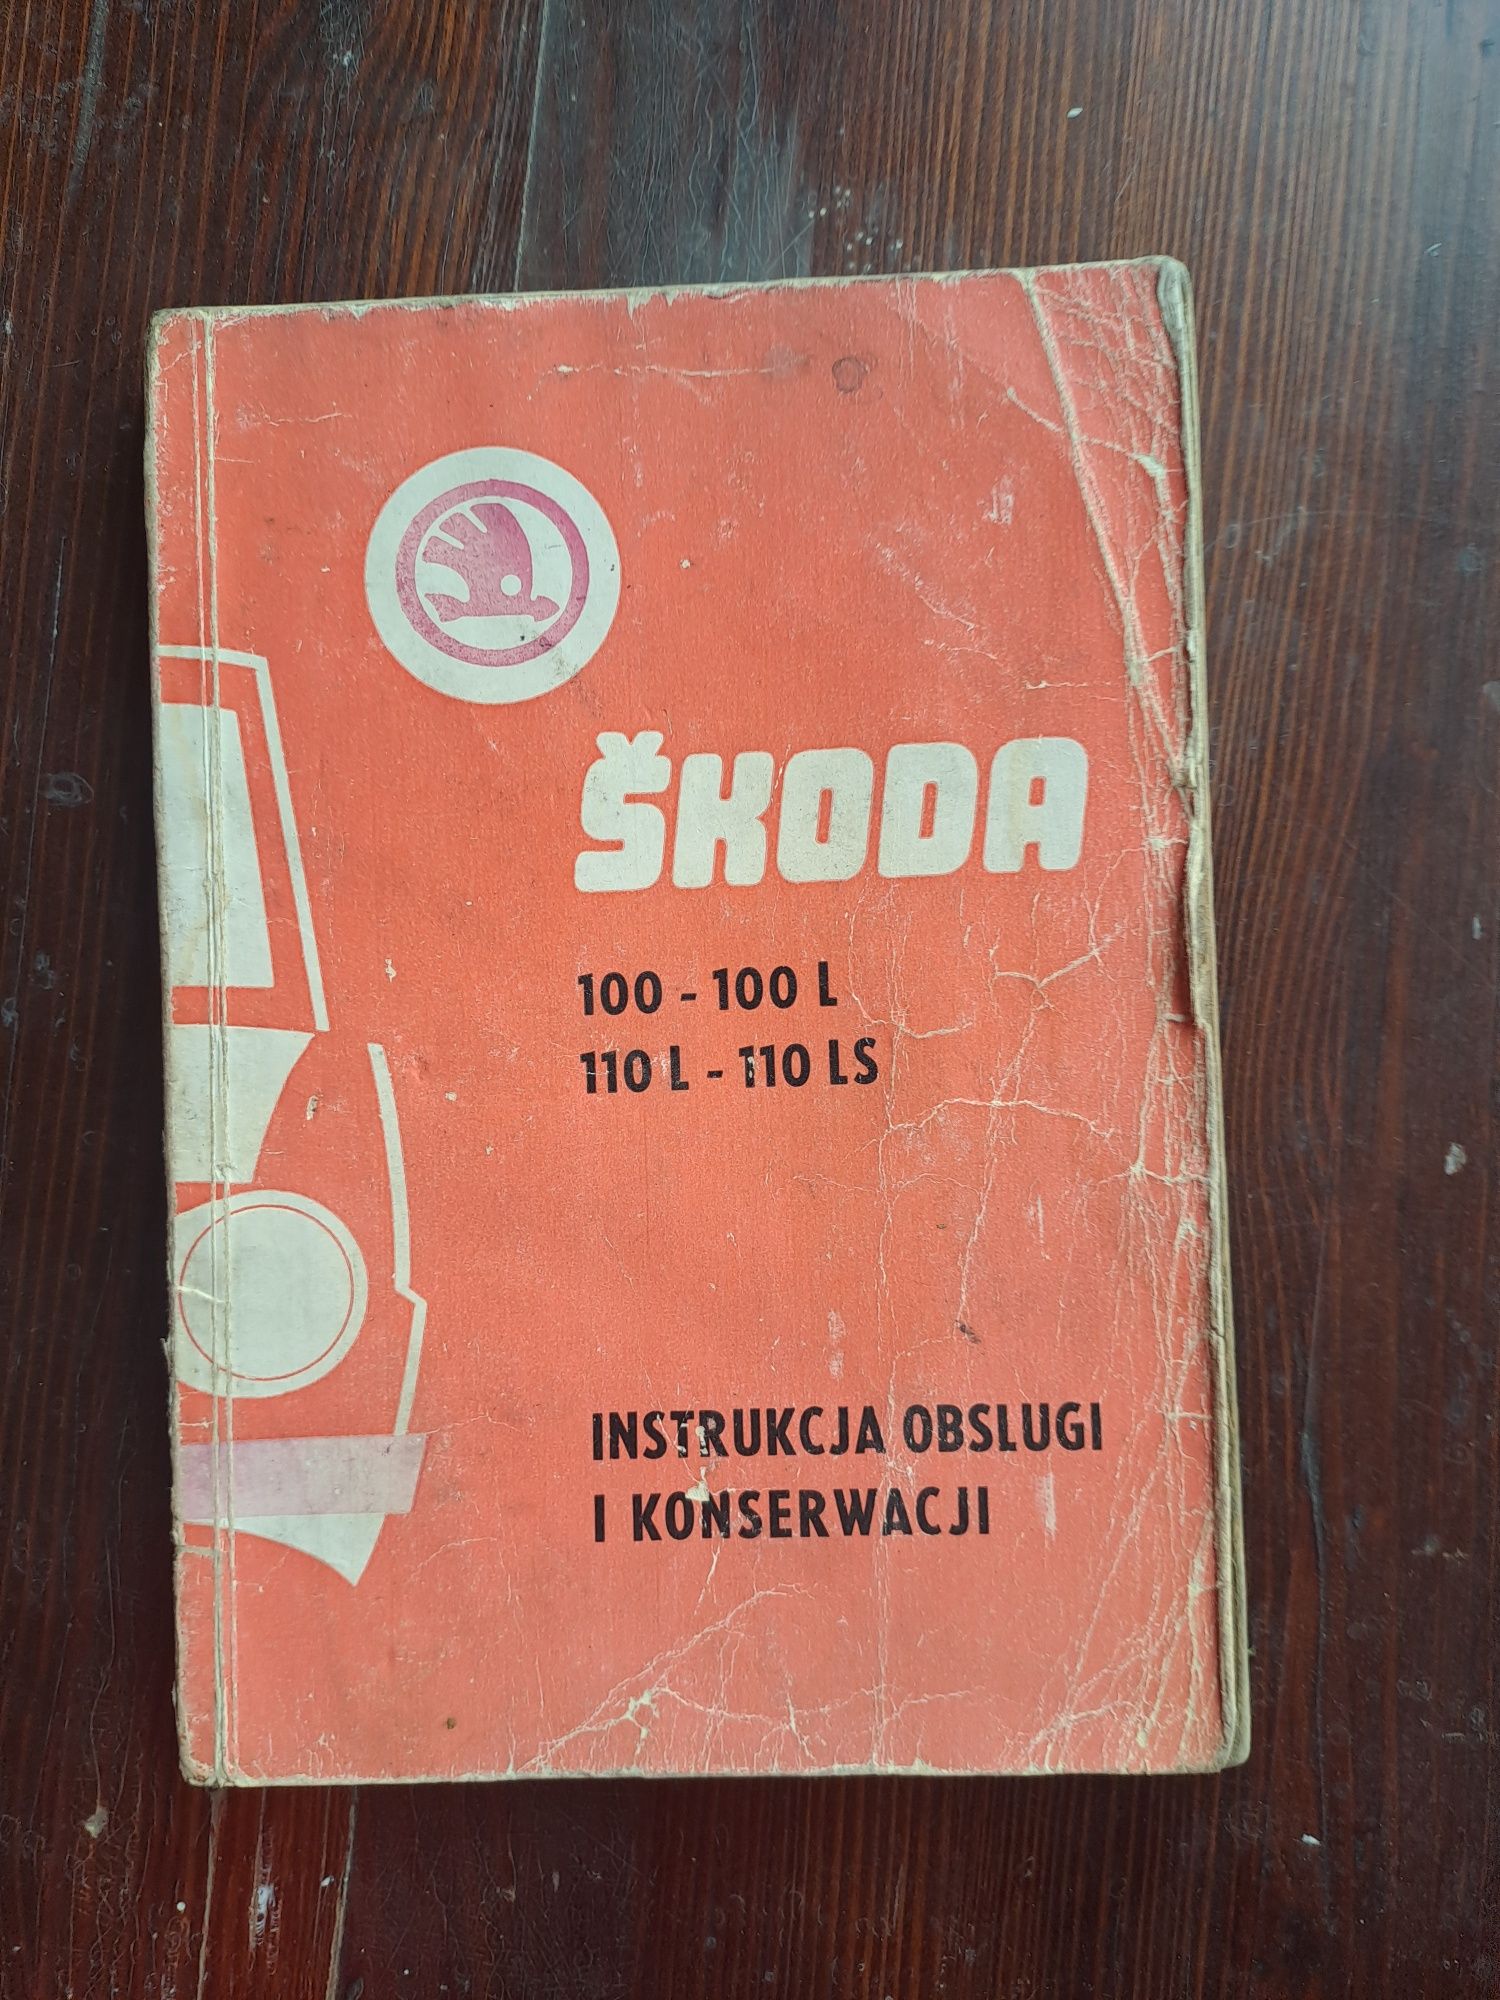 ŠKODA
100 - 100 L
110 L - 110 LS
INSTRUKCJA OBSLUGI
I KONSERWACJI